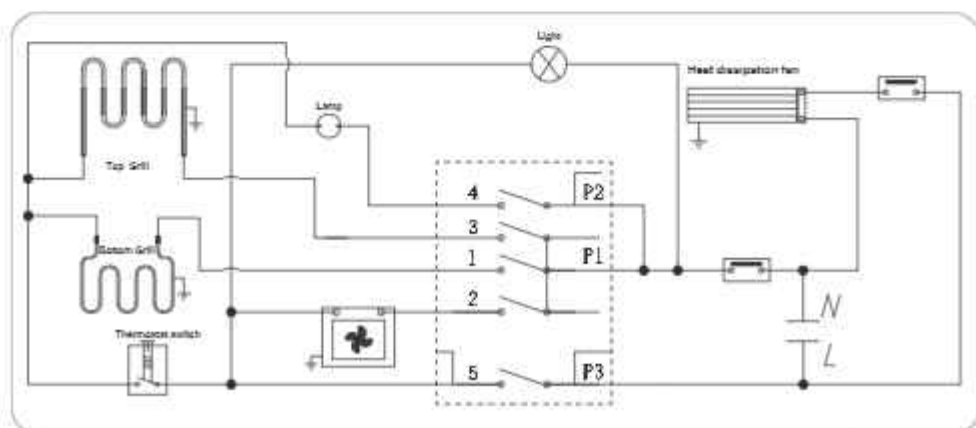 Light
Heat dissipation fan
Lamp
Top Grill
4
P2
3
Bottom Grill
1
P1
2
N
Thermostat switch
L
5
P3